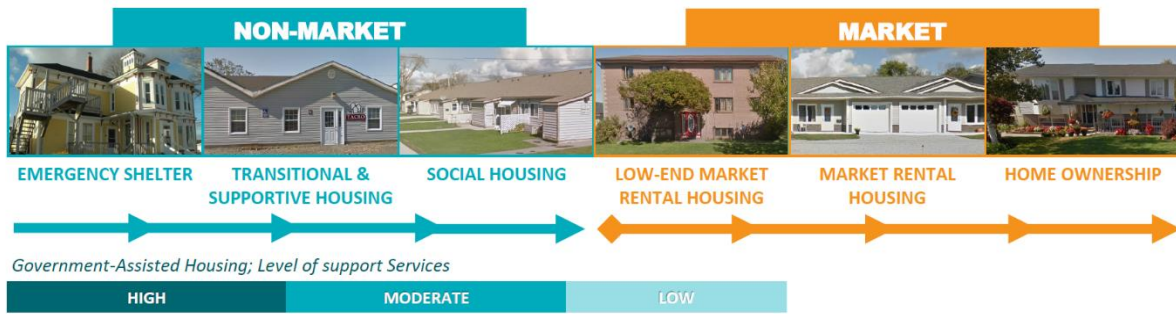 NON-MARKET
MARKET
EMERGENCY SHELTER
TRANSITIONAL &
SUPPORTIVE HOUSING
SOCIAL HOUSING
LOW-END MARKET
RENTAL HOUSING
MARKET RENTAL
HOUSING
HOME OWNERSHIP
Government-Assisted Housing; Level of support Services
HIGH
MODERATE
LOW